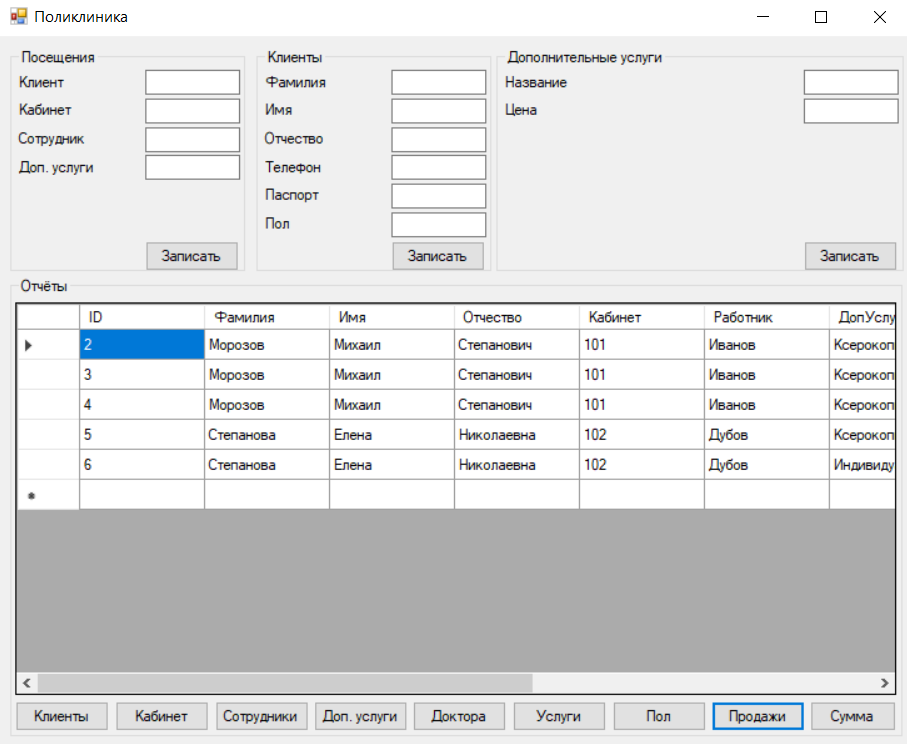 Поликлиника
Посещения
Клиент
Кабинет
Сотрудник
Доп. услуги
Записать
Клиенты
Фамилия
Имя
Отчество
Телефон
Паспорт
Пол
Записать
Дополнительные услуги
Название
Цена
Записать
Отчёты
ID Фамилия Имя Отчество Кабинет Работник ДопУслу
2 Морозов Михаил Степанович 101 Иванов Ксерокоп
3 Морозов Михаил Степанович 101 Иванов Ксерокоп
4 Морозов Михаил Степанович 101 Иванов Ксерокоп
5 Степанова Елена Николаевна 102 Дубов Ксерокоп
6 Степанова Елена Николаевна 102 Дубов Индивиду
Клиенты Кабинет Сотрудники Доп. услуги Доктора Услуги Пол Продажи Сумма